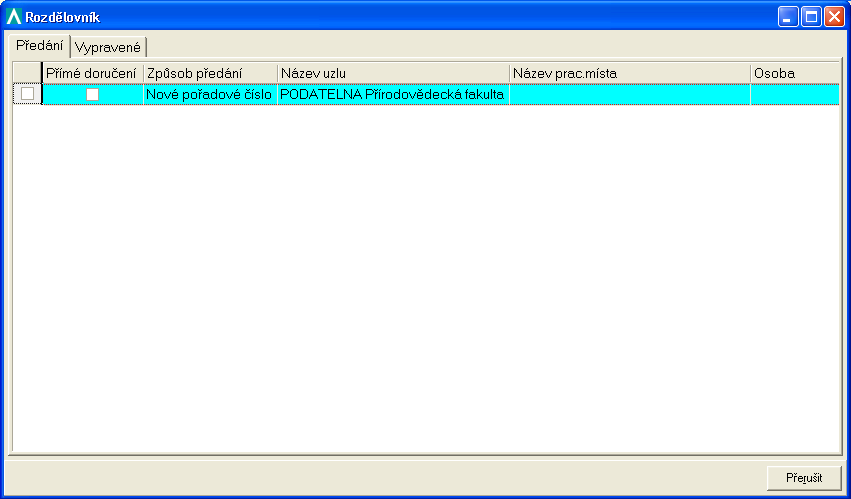 Rozdělovník
Předání Vypravené
Přímé doručení Způsob předání Název uzlu Název prac.místa Osoba
Nové pořadové číslo PODATELNA Přírodovědecká fakulta
Přerušit